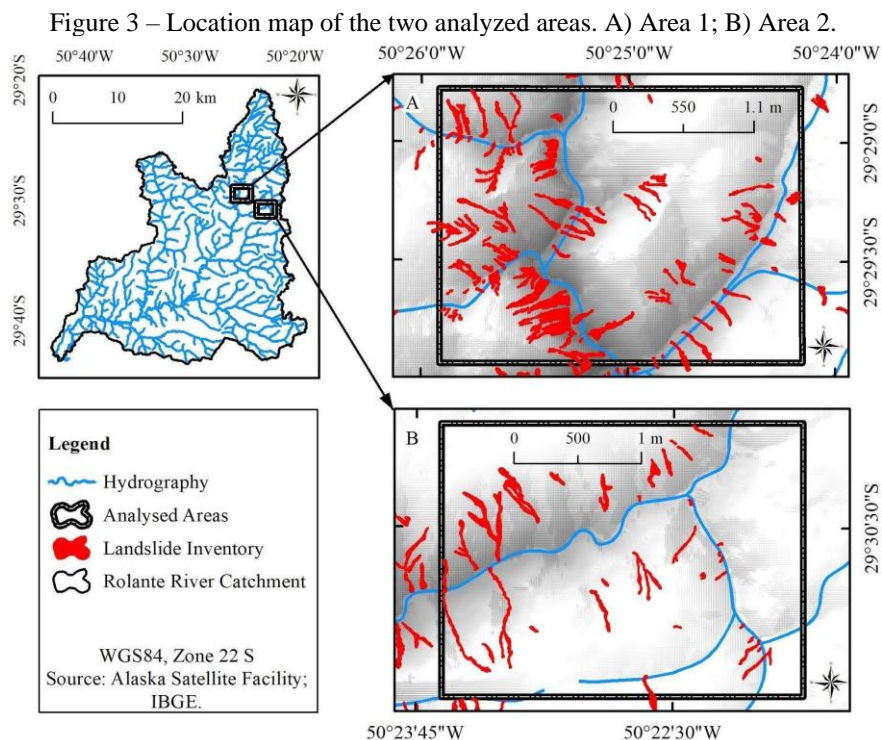 Figure 3 – Location map of the two analyzed areas. A) Area 1; B) Area 2.
50°40'W 50°30'W 50°20'W
29°20'S
29°30'S
29°40'S
0 10 20 km
50°26'0"W 50°25'0"W 50°24'0"W
A
0 550 1.1 m
29°29'0"S
29°29'30"S
B
0 500 1 m
29°30'30"S
50°23'45"W 50°22'30"W
Legend
Hydrography
Analysed Areas
Landslide Inventory
Rolante River Catchment
WGS84, Zone 22 S
Source: Alaska Satellite Facility;
IBGE.